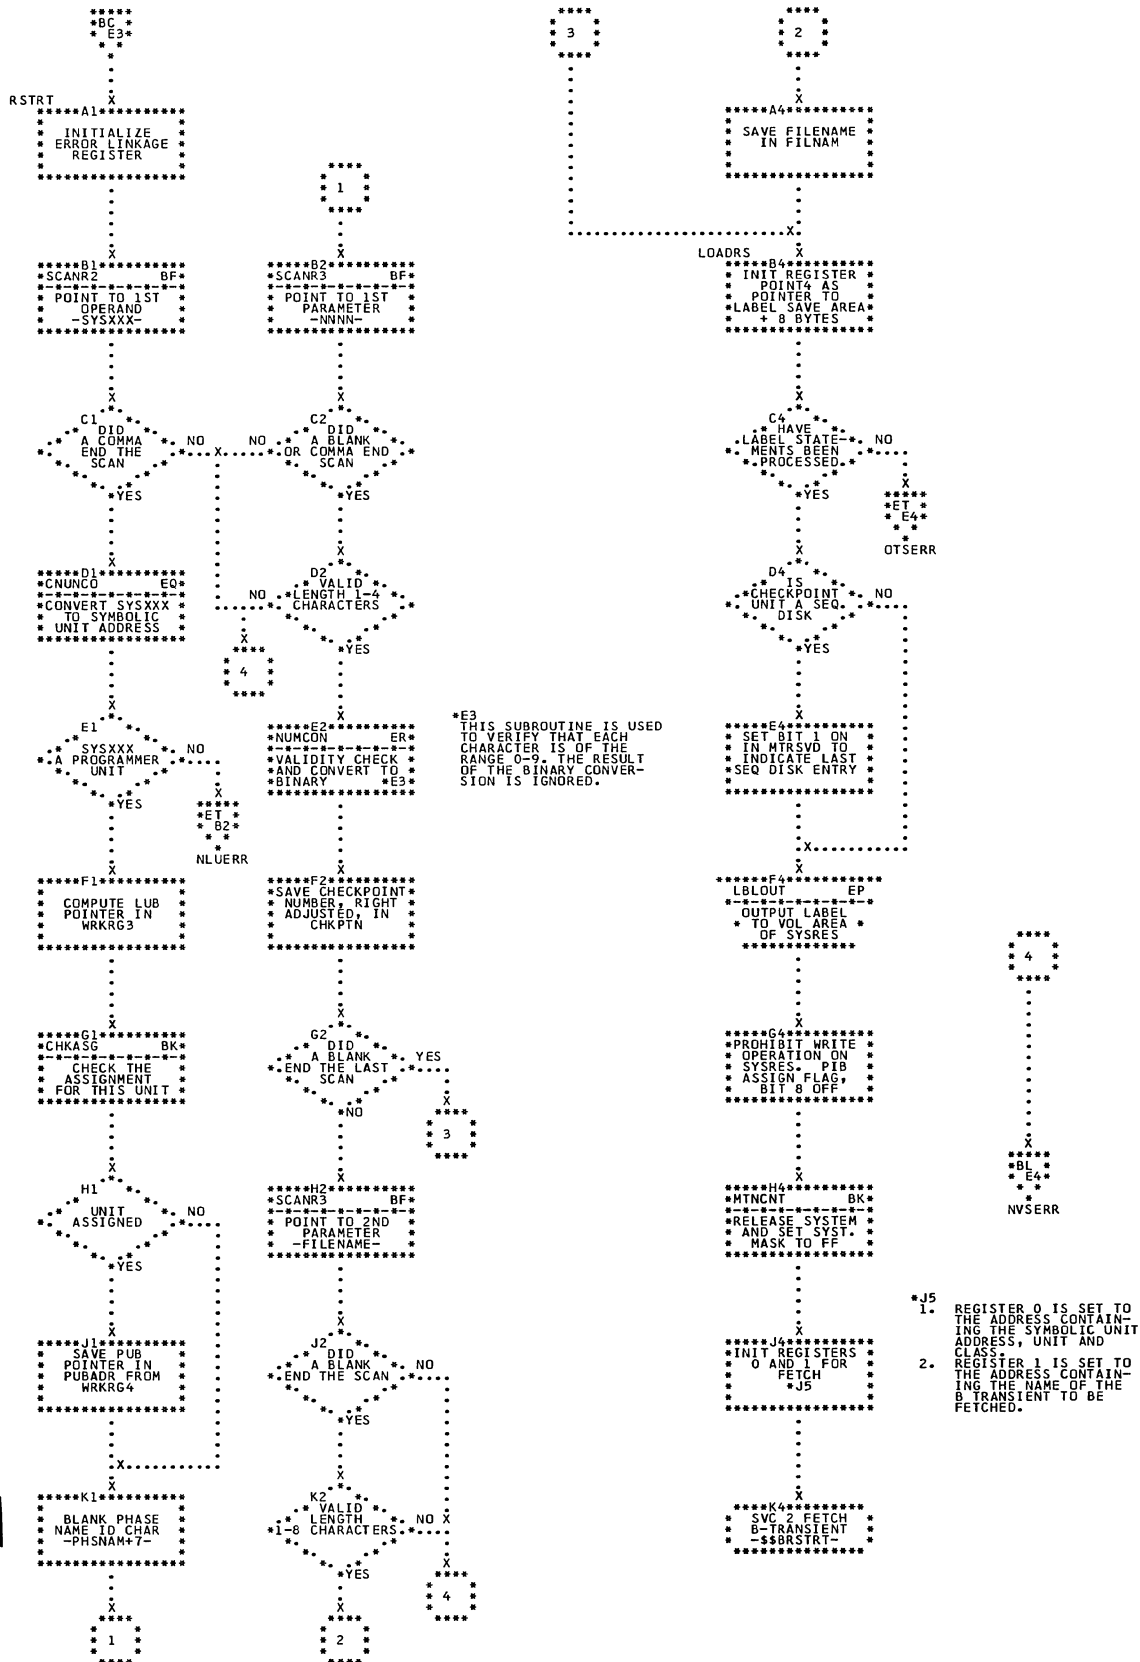 BC
E3
RSTRT
A1
INITIALIZE
ERROR LINKAGE
REGISTER
B1
SCANR2 BF
POINT TO 1ST
OPERAND
-SYSXXX-
C1
DID
A COMMA
END THE
SCAN
NO
YES
D1
CNUNCO EQ
CONVERT SYSXXX
TO SYMBOLIC
UNIT ADDRESS
E1
SYSXXX
A PROGRAMMER
UNIT
NO
YES
ET
B2
NLUERR
F1
COMPUTE LUB
POINTER IN
WRKRG3
G1
CHKASG BK
CHECK THE
ASSIGNMENT
FOR THIS UNIT
H1
UNIT
ASSIGNED
NO
YES
J1
SAVE PUB
POINTER IN
PUBADR FROM
WRKRG4
K1
BLANK PHASE
NAME ID CHAR
-PHSNAM+7-
1
1
B2
SCANR3 BF
POINT TO 1ST
PARAMETER
-NNNN-
C2
DID
A BLANK
OR COMMA END
SCAN
NO
YES
D2
VALID
LENGTH 1-4
CHARACTERS
NO
YES
4
E2
NUMCON ER
VALIDITY CHECK
AND CONVERT TO
BINARY *E3*
*E3
THIS SUBROUTINE IS USED
TO VERIFY THAT EACH
CHARACTER IS OF THE
RANGE 0-9. THE RESULT
OF THE BINARY CONVER-
SION IS IGNORED.
F2
SAVE CHECKPOINT
NUMBER, RIGHT
ADJUSTED, IN
CHKPTN
G2
DID
A BLANK
END THE LAST
SCAN
YES
NO
3
H2
SCANR3 BF
POINT TO 2ND
PARAMETER
-FILENAME-
J2
DID
A BLANK
END THE SCAN
NO
YES
K2
VALID
LENGTH
1-8 CHARACTERS
NO
YES
4
2
3
2
A4
SAVE FILENAME
IN FILNAM
LOADRS
B4
INIT REGISTER
POINT4 AS
POINTER TO
LABEL SAVE AREA
+ 8 BYTES
C4
HAVE
LABEL STATE-
MENTS BEEN
PROCESSED
NO
YES
ET
E4
OTSERR
D4
IS
CHECKPOINT
UNIT A SEQ
DISK
NO
YES
E4
SET BIT 1 ON
IN MTRSVD TO
INDICATE LAST
SEQ DISK ENTRY
F4
LBLOUT EP
OUTPUT LABEL
TO VOL AREA
OF SYSRES
G4
PROHIBIT WRITE
OPERATION ON
SYSRES. PIB
ASSIGN FLAG,
BIT 8 OFF
H4
MTNCNT BK
RELEASE SYSTEM
AND SET SYST.
MASK TO FF
J4
INIT REGISTERS
0 AND 1 FOR
FETCH
*J5
K4
SVC 2 FETCH
B-TRANSIENT
-$$BRSTRT-
4
BL
E4
NVSERR
*J5
1. REGISTER 0 IS SET TO
THE ADDRESS CONTAIN-
ING THE SYMBOLIC UNIT
ADDRESS, UNIT AND
CLASS.
2. REGISTER 1 IS SET TO
THE ADDRESS CONTAIN-
ING THE NAME OF THE
B TRANSIENT TO BE
FETCHED.